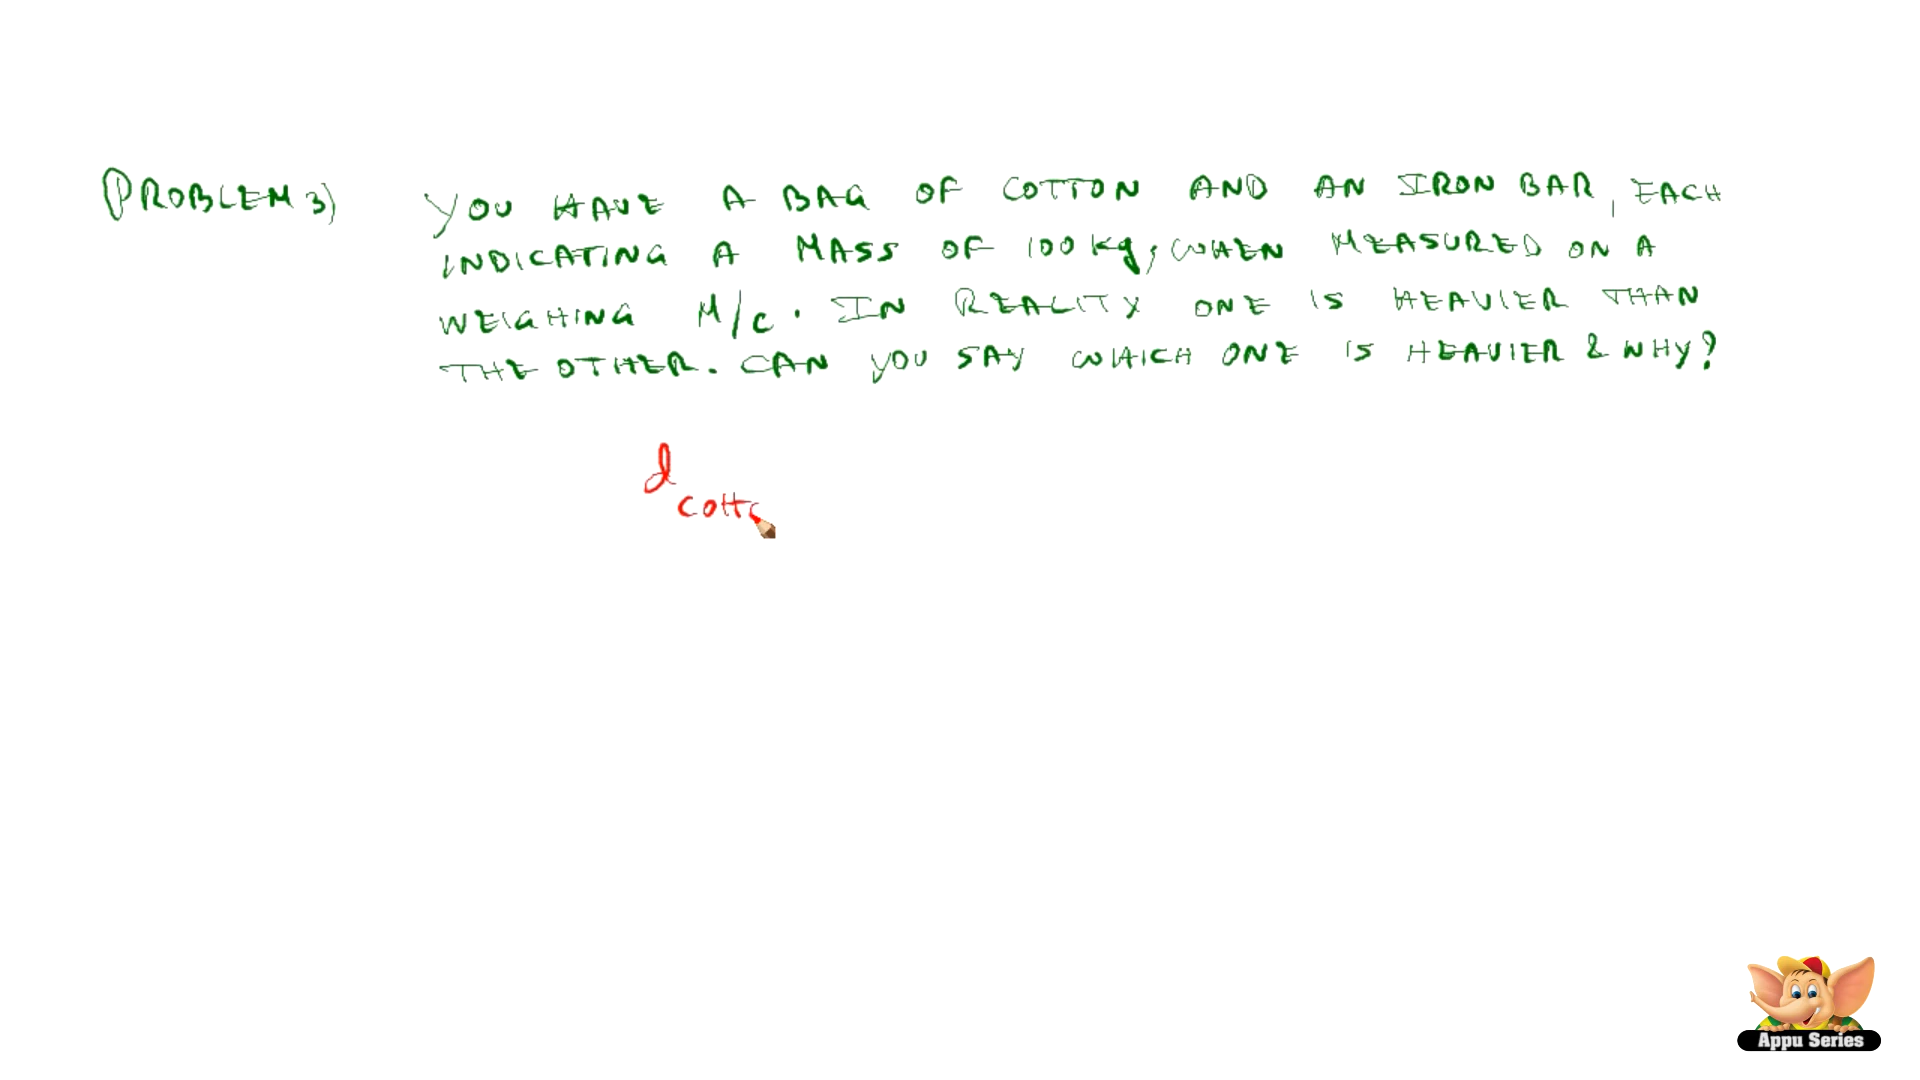 PROBLEM 3) YOU HAVE A BAG OF COTTON AND AN IRON BAR, EACH
INDICATING A MASS OF 100 kg, WHEN MEASURED ON A
WEIGHING M/C. IN REALITY ONE IS HEAVIER THAN
THE OTHER. CAN YOU SAY WHICH ONE IS HEAVIER & WHY?
d cotto
Appu Series